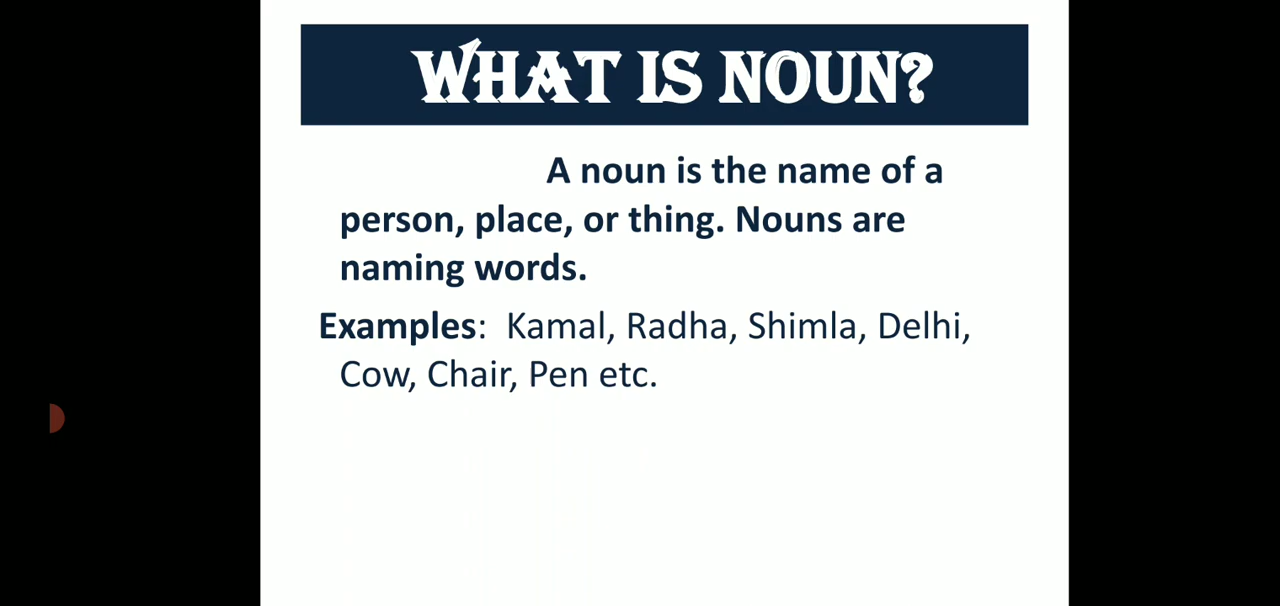 WHAT IS NOUN?
A noun is the name of a
person, place, or thing. Nouns are
naming words.
Examples: Kamal, Radha, Shimla, Delhi,
Cow, Chair, Pen etc.